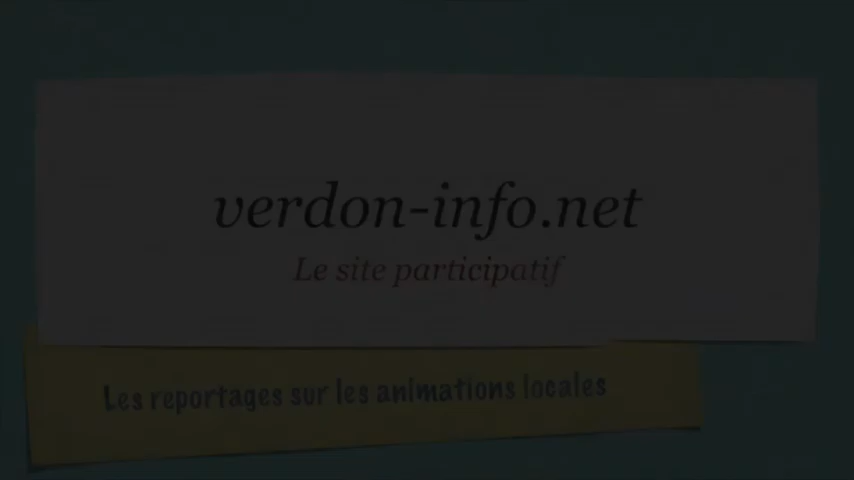 verdon-info.net
Le site participatif
Les reportages sur les animations locales